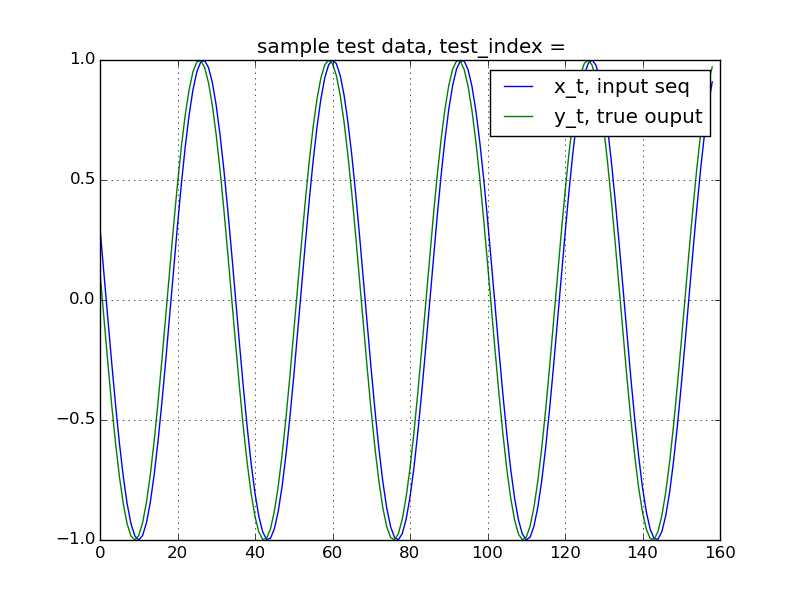 sample test data, test_index =
x_t, input seq
y_t, true ouput
1.0
0.5
0.0
−0.5
−1.0
0 20 40 60 80 100 120 140 160